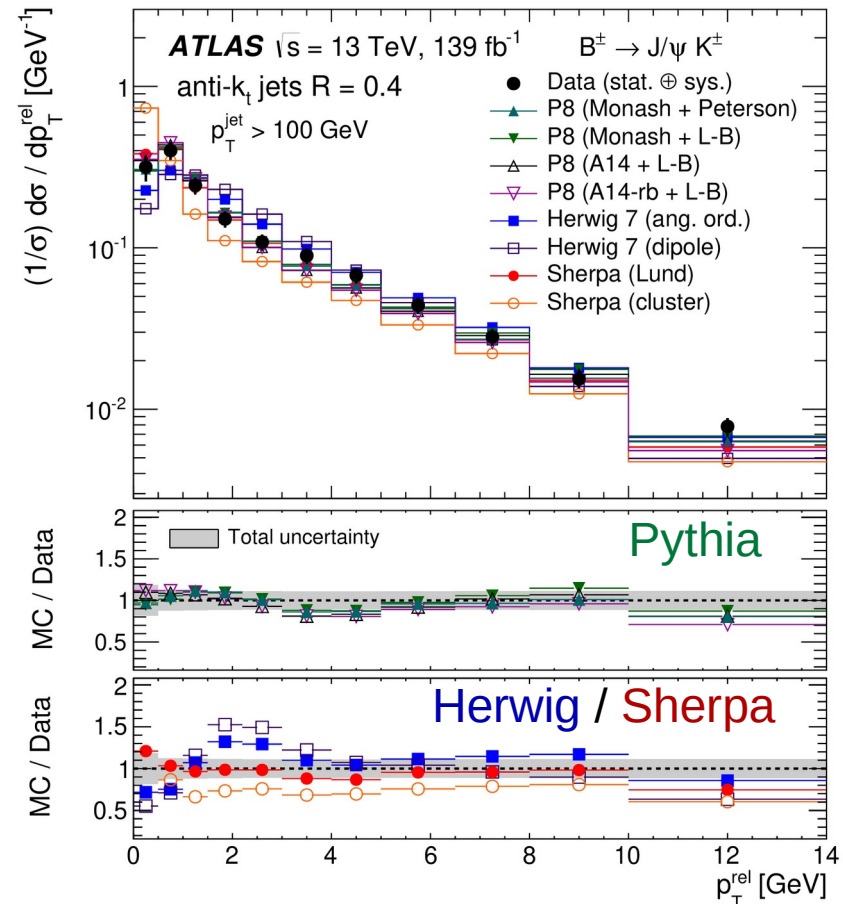 ATLAS √s = 13 TeV, 139 fb⁻¹ B± → J/ψ K±
anti-kₜ jets R = 0.4
p_T^jet > 100 GeV
Data (stat. ⊕ sys.)
P8 (Monash + Peterson)
P8 (Monash + L-B)
P8 (A14 + L-B)
P8 (A14-rb + L-B)
Herwig 7 (ang. ord.)
Herwig 7 (dipole)
Sherpa (Lund)
Sherpa (cluster)
(1/σ) dσ / dp_T^rel [GeV⁻¹]
1
10⁻¹
10⁻²
Total uncertainty
Pythia
MC / Data
2
1.5
1
0.5
Herwig / Sherpa
MC / Data
2
1.5
1
0.5
0 2 4 6 8 10 12 14
p_T^rel [GeV]